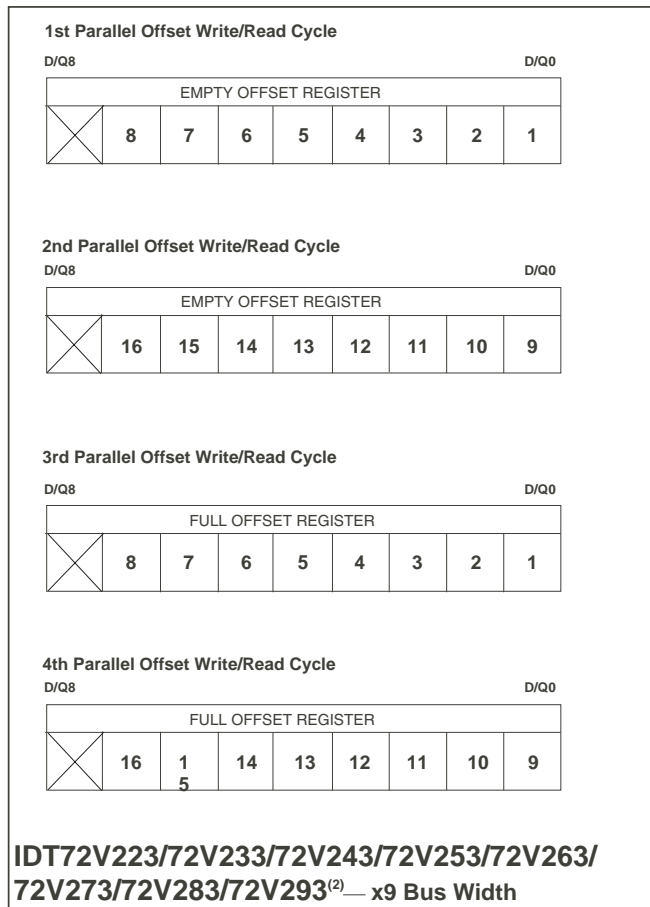 1st Parallel Offset Write/Read Cycle
D/Q8 D/Q0
EMPTY OFFSET REGISTER
8 7 6 5 4 3 2 1
2nd Parallel Offset Write/Read Cycle
D/Q8 D/Q0
EMPTY OFFSET REGISTER
16 15 14 13 12 11 10 9
3rd Parallel Offset Write/Read Cycle
D/Q8 D/Q0
FULL OFFSET REGISTER
8 7 6 5 4 3 2 1
4th Parallel Offset Write/Read Cycle
D/Q8 D/Q0
FULL OFFSET REGISTER
16 15 14 13 12 11 10 9
IDT72V223/72V233/72V243/72V253/72V263/
72V273/72V283/72V293(2)— x9 Bus Width